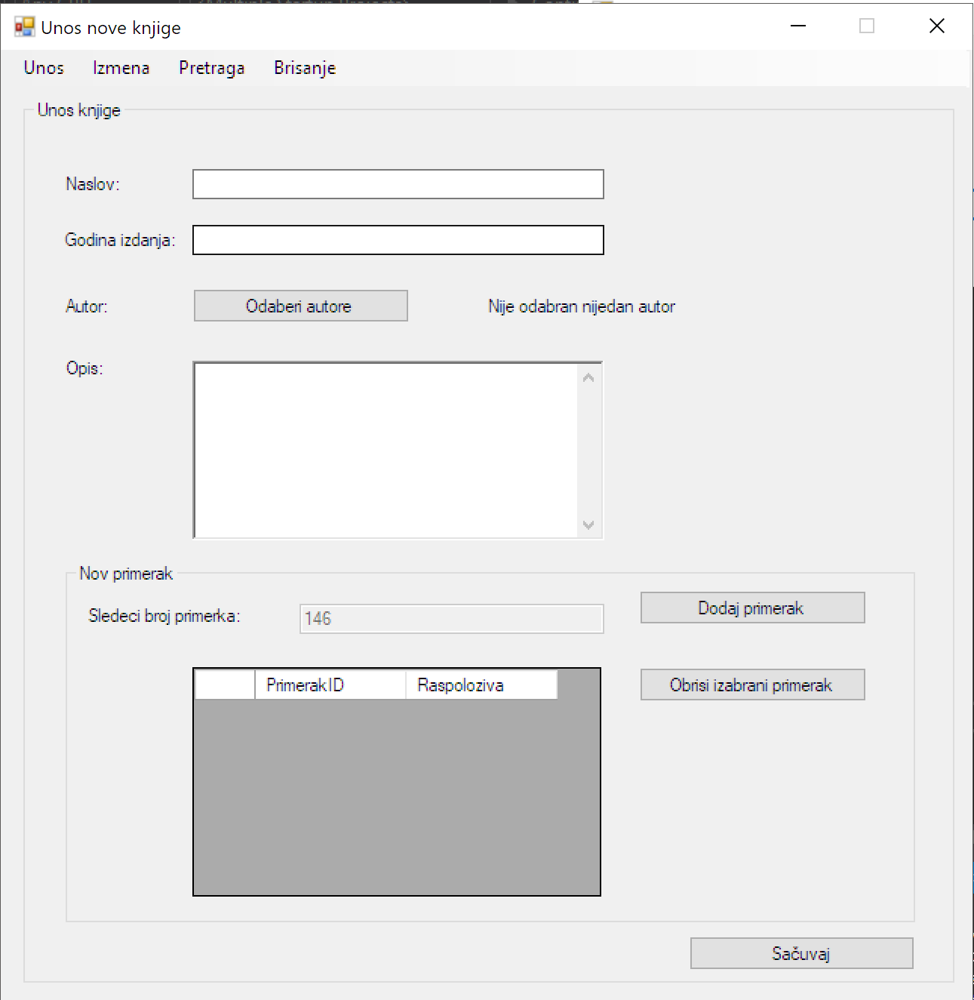 Unos nove knjige
Unos Izmena Pretraga Brisanje
Unos knjige
Naslov:
Godina izdanja:
Autor: Odaberi autore Nije odabran nijedan autor
Opis:
Nov primerak
Sledeci broj primerka: 146 Dodaj primerak
PrimerakID Raspoloziva Obrisi izabrani primerak
Sačuvaj